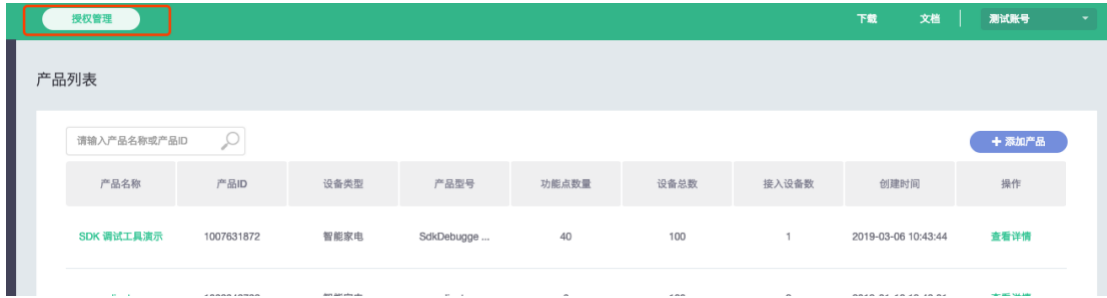 授权管理 下载 文档 测试账号
产品列表
请输入产品名称或产品ID + 添加产品
产品名称 产品ID 设备类型 产品型号 功能点数量 设备总数 接入设备数 创建时间 操作
SDK 调试工具演示 1007631872 智能家电 SdkDebugge ... 40 100 1 2019-03-06 10:43:44 查看详情